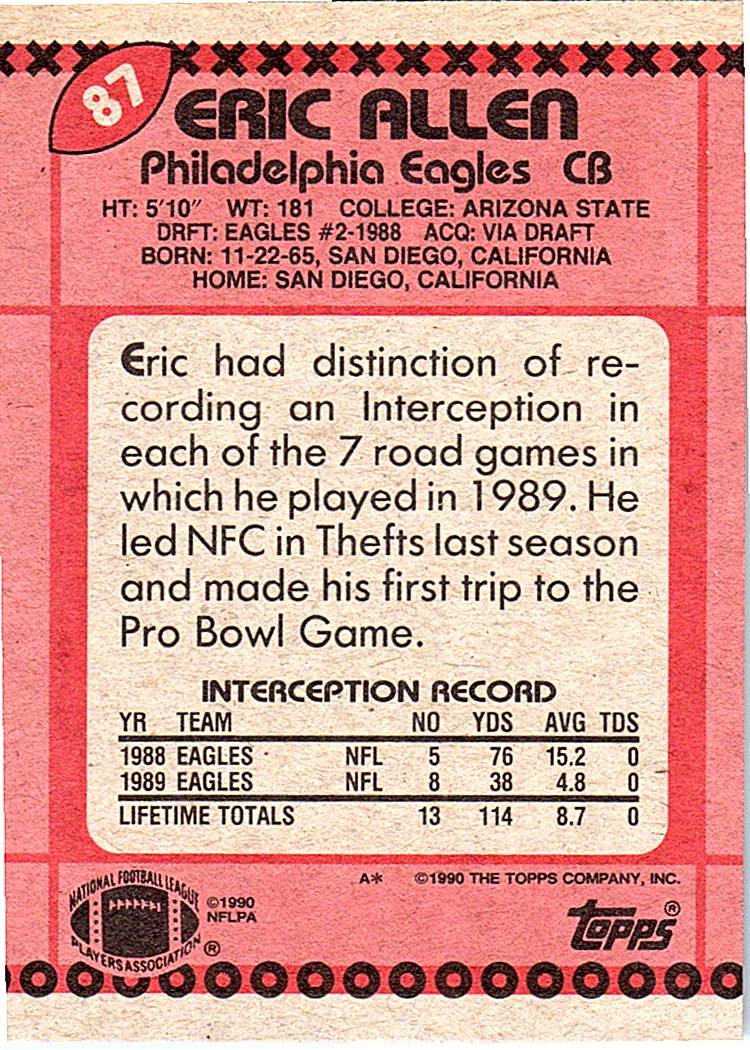 87
ERIC ALLEN
Philadelphia Eagles CB
HT: 5'10" WT: 181 COLLEGE: ARIZONA STATE
DRFT: EAGLES #2-1988 ACQ: VIA DRAFT
BORN: 11-22-65, SAN DIEGO, CALIFORNIA
HOME: SAN DIEGO, CALIFORNIA
Eric had distinction of re-
cording an Interception in
each of the 7 road games in
which he played in 1989. He
led NFC in Thefts last season
and made his first trip to the
Pro Bowl Game.
INTERCEPTION RECORD
YR TEAM NO YDS AVG TDS
1988 EAGLES NFL 5 76 15.2 0
1989 EAGLES NFL 8 38 4.8 0
LIFETIME TOTALS 13 114 8.7 0
A* ©1990 THE TOPPS COMPANY, INC.
NATIONAL FOOTBALL LEAGUE
PLAYERS ASSOCIATION ®
©1990
NFLPA
topps ®